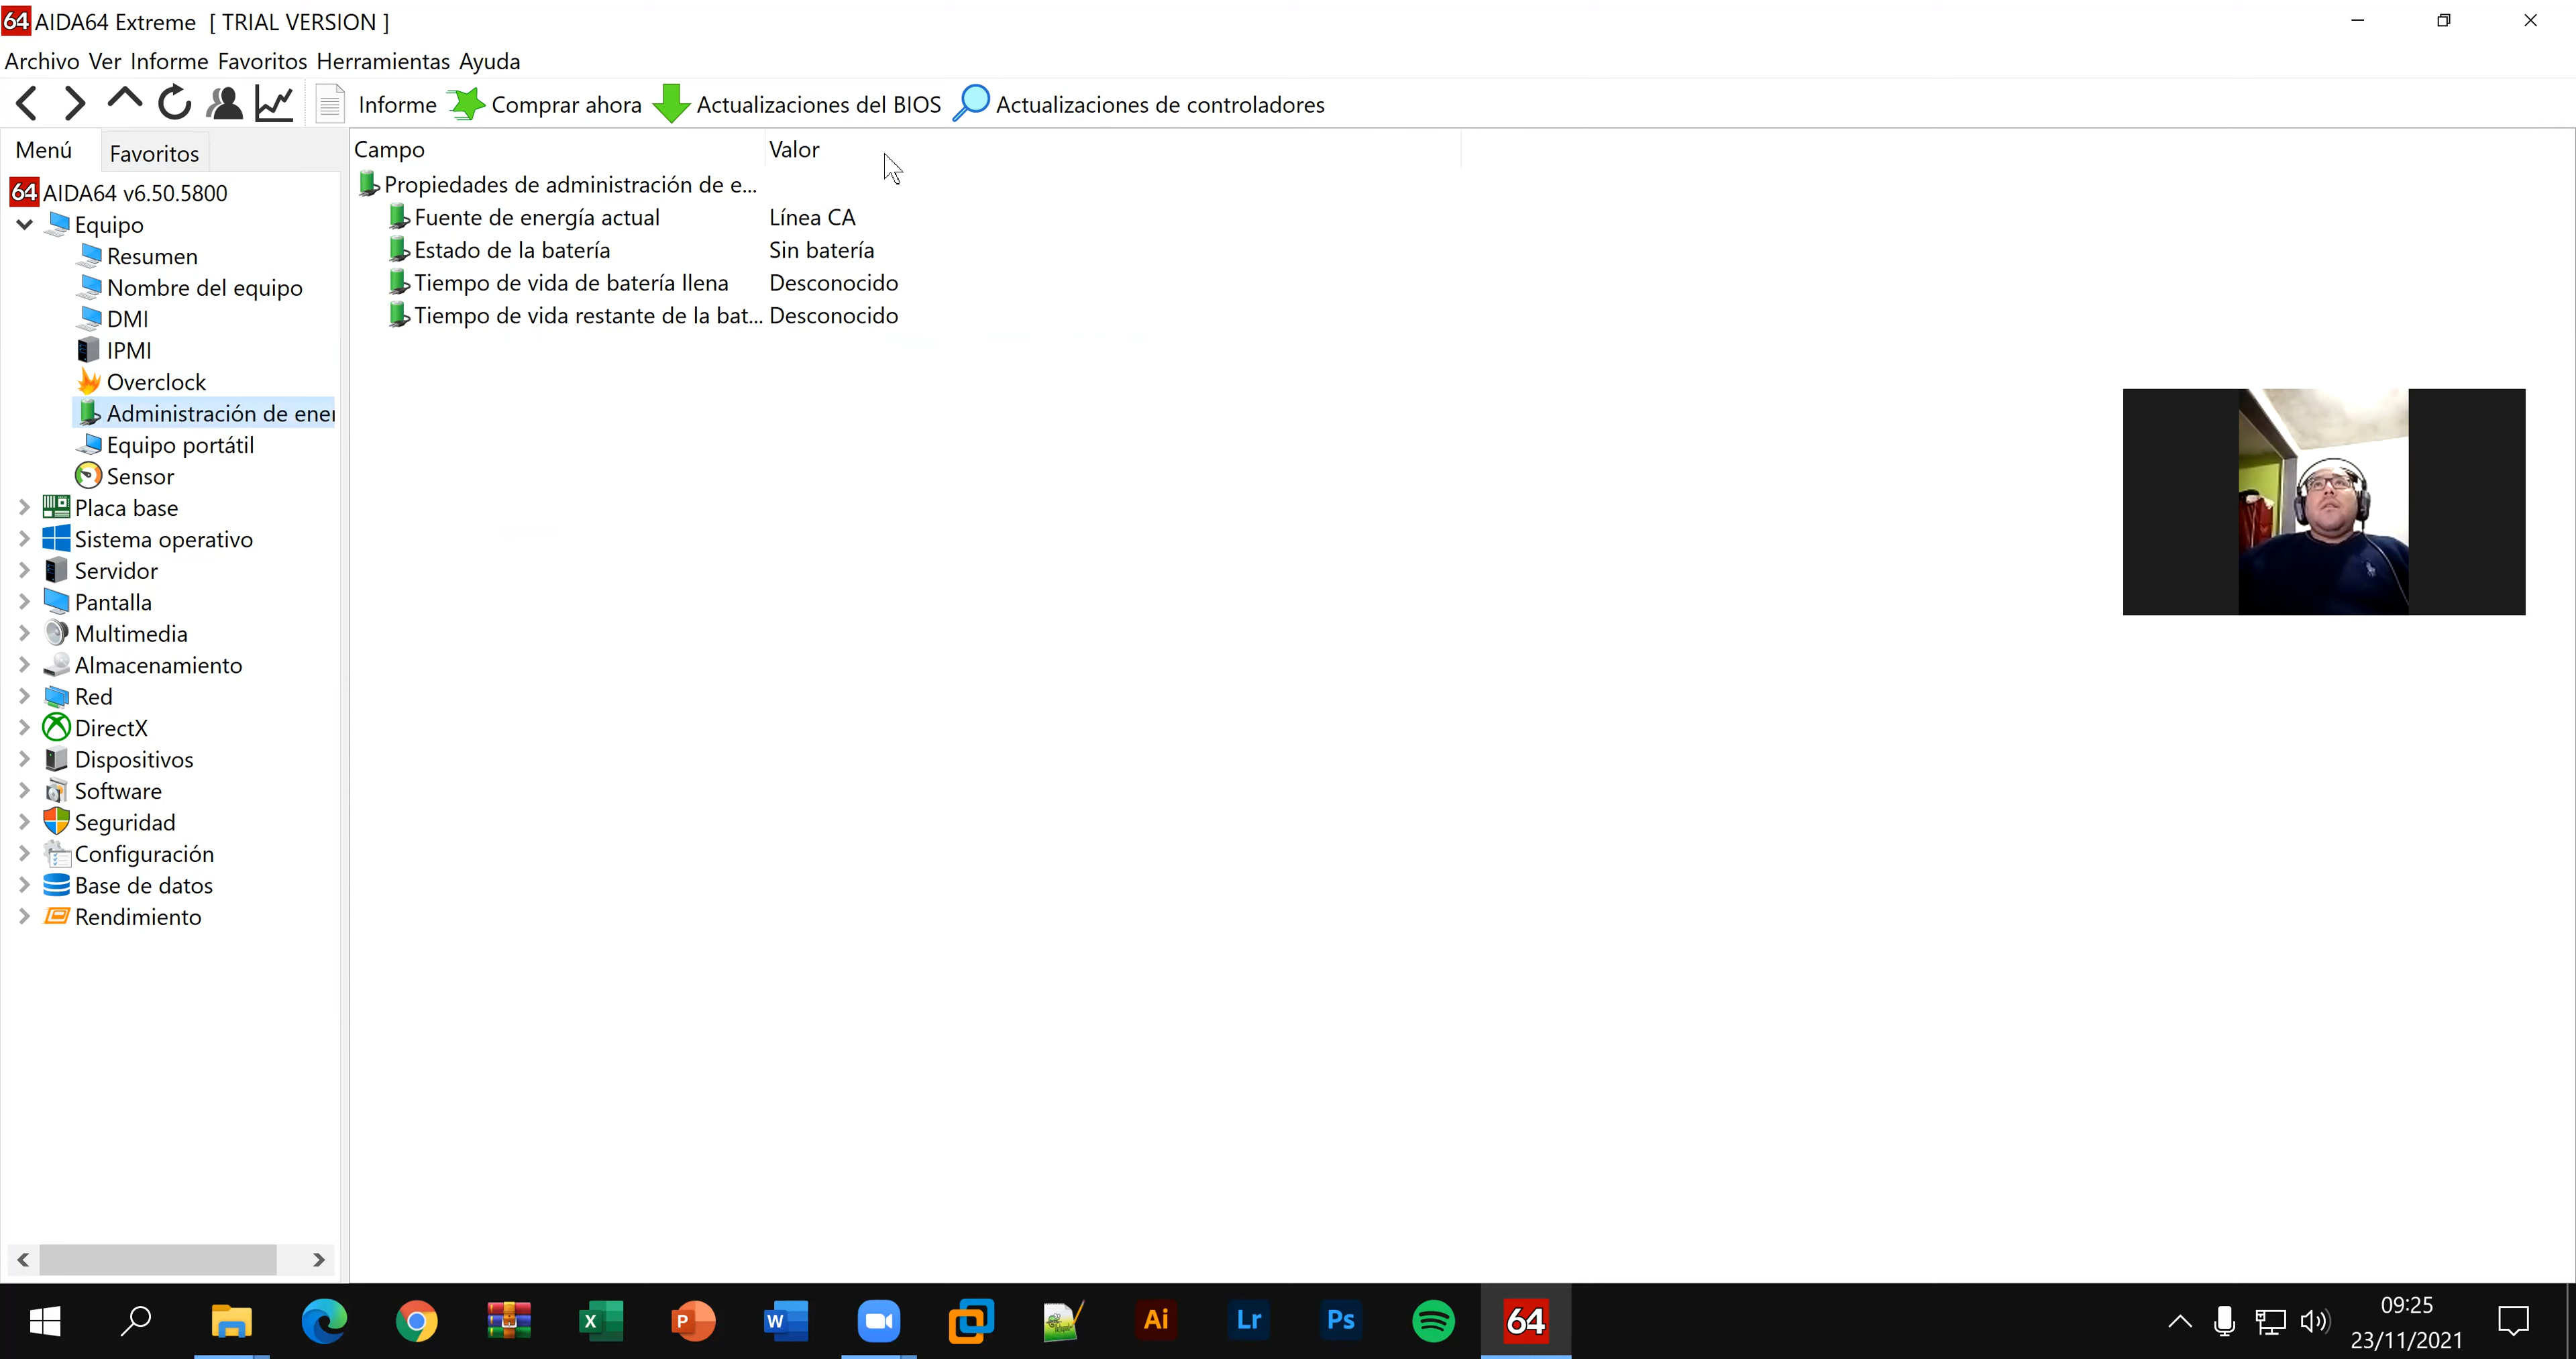 64 AIDA64 Extreme [ TRIAL VERSION ]
Archivo Ver Informe Favoritos Herramientas Ayuda
Informe Comprar ahora Actualizaciones del BIOS Actualizaciones de controladores
Menú Favoritos
Campo Valor
64 AIDA64 v6.50.5800
Equipo
Resumen
Nombre del equipo
DMI
IPMI
Overclock
Administración de ener
Equipo portátil
Sensor
Placa base
Sistema operativo
Servidor
Pantalla
Multimedia
Almacenamiento
Red
DirectX
Dispositivos
Software
Seguridad
Configuración
Base de datos
Rendimiento
Propiedades de administración de e...
Fuente de energía actual Línea CA
Estado de la batería Sin batería
Tiempo de vida de batería llena Desconocido
Tiempo de vida restante de la bat... Desconocido
X P W Ai Lr Ps 64
09:25
23/11/2021